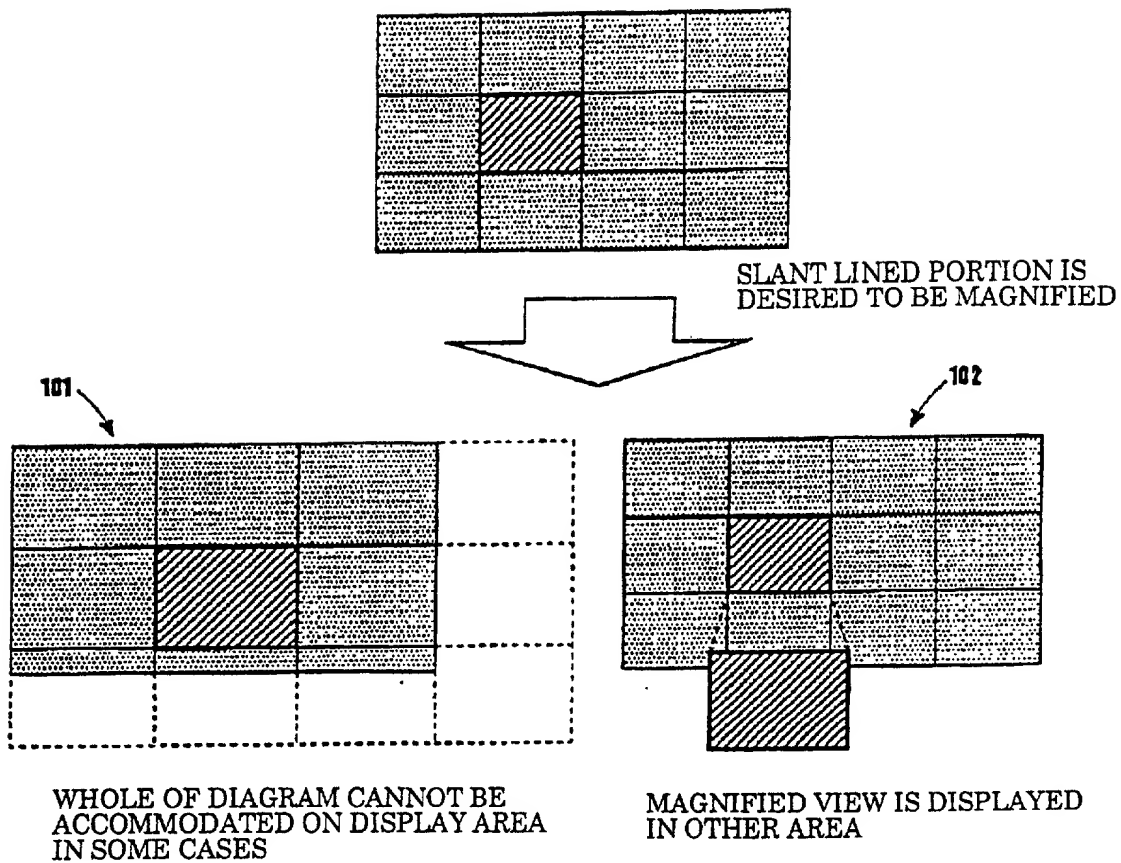 SLANT LINED PORTION IS
DESIRED TO BE MAGNIFIED
101
102
WHOLE OF DIAGRAM CANNOT BE
ACCOMMODATED ON DISPLAY AREA
IN SOME CASES
MAGNIFIED VIEW IS DISPLAYED
IN OTHER AREA